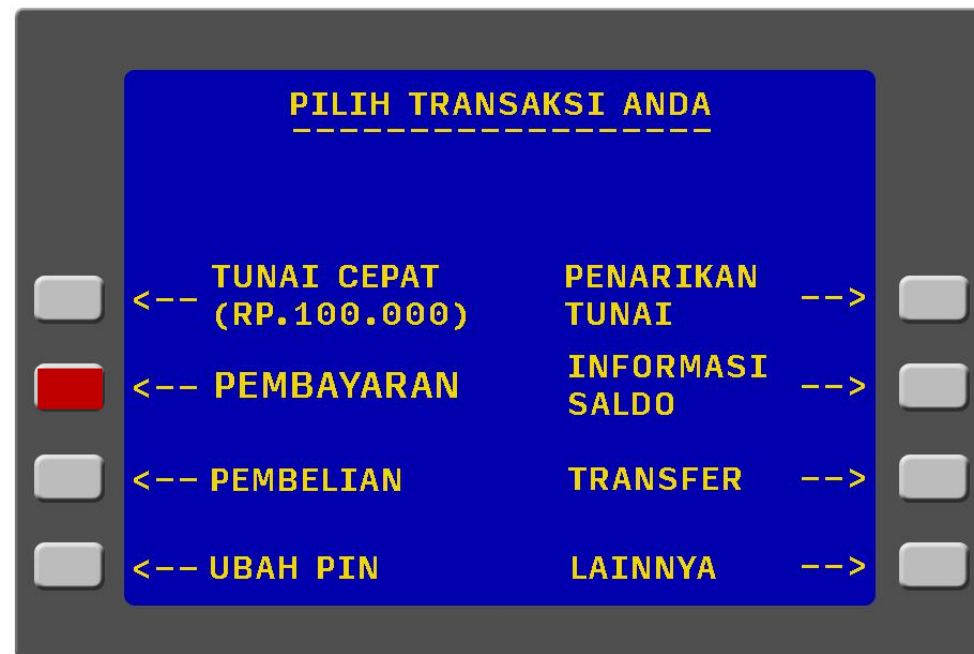 PILIH TRANSAKSI ANDA
------------------
TUNAI CEPAT
<-- (RP.100.000)
PENARIKAN
TUNAI -->
<-- PEMBAYARAN
INFORMASI
SALDO -->
<-- PEMBELIAN
TRANSFER -->
<-- UBAH PIN
LAINNYA -->